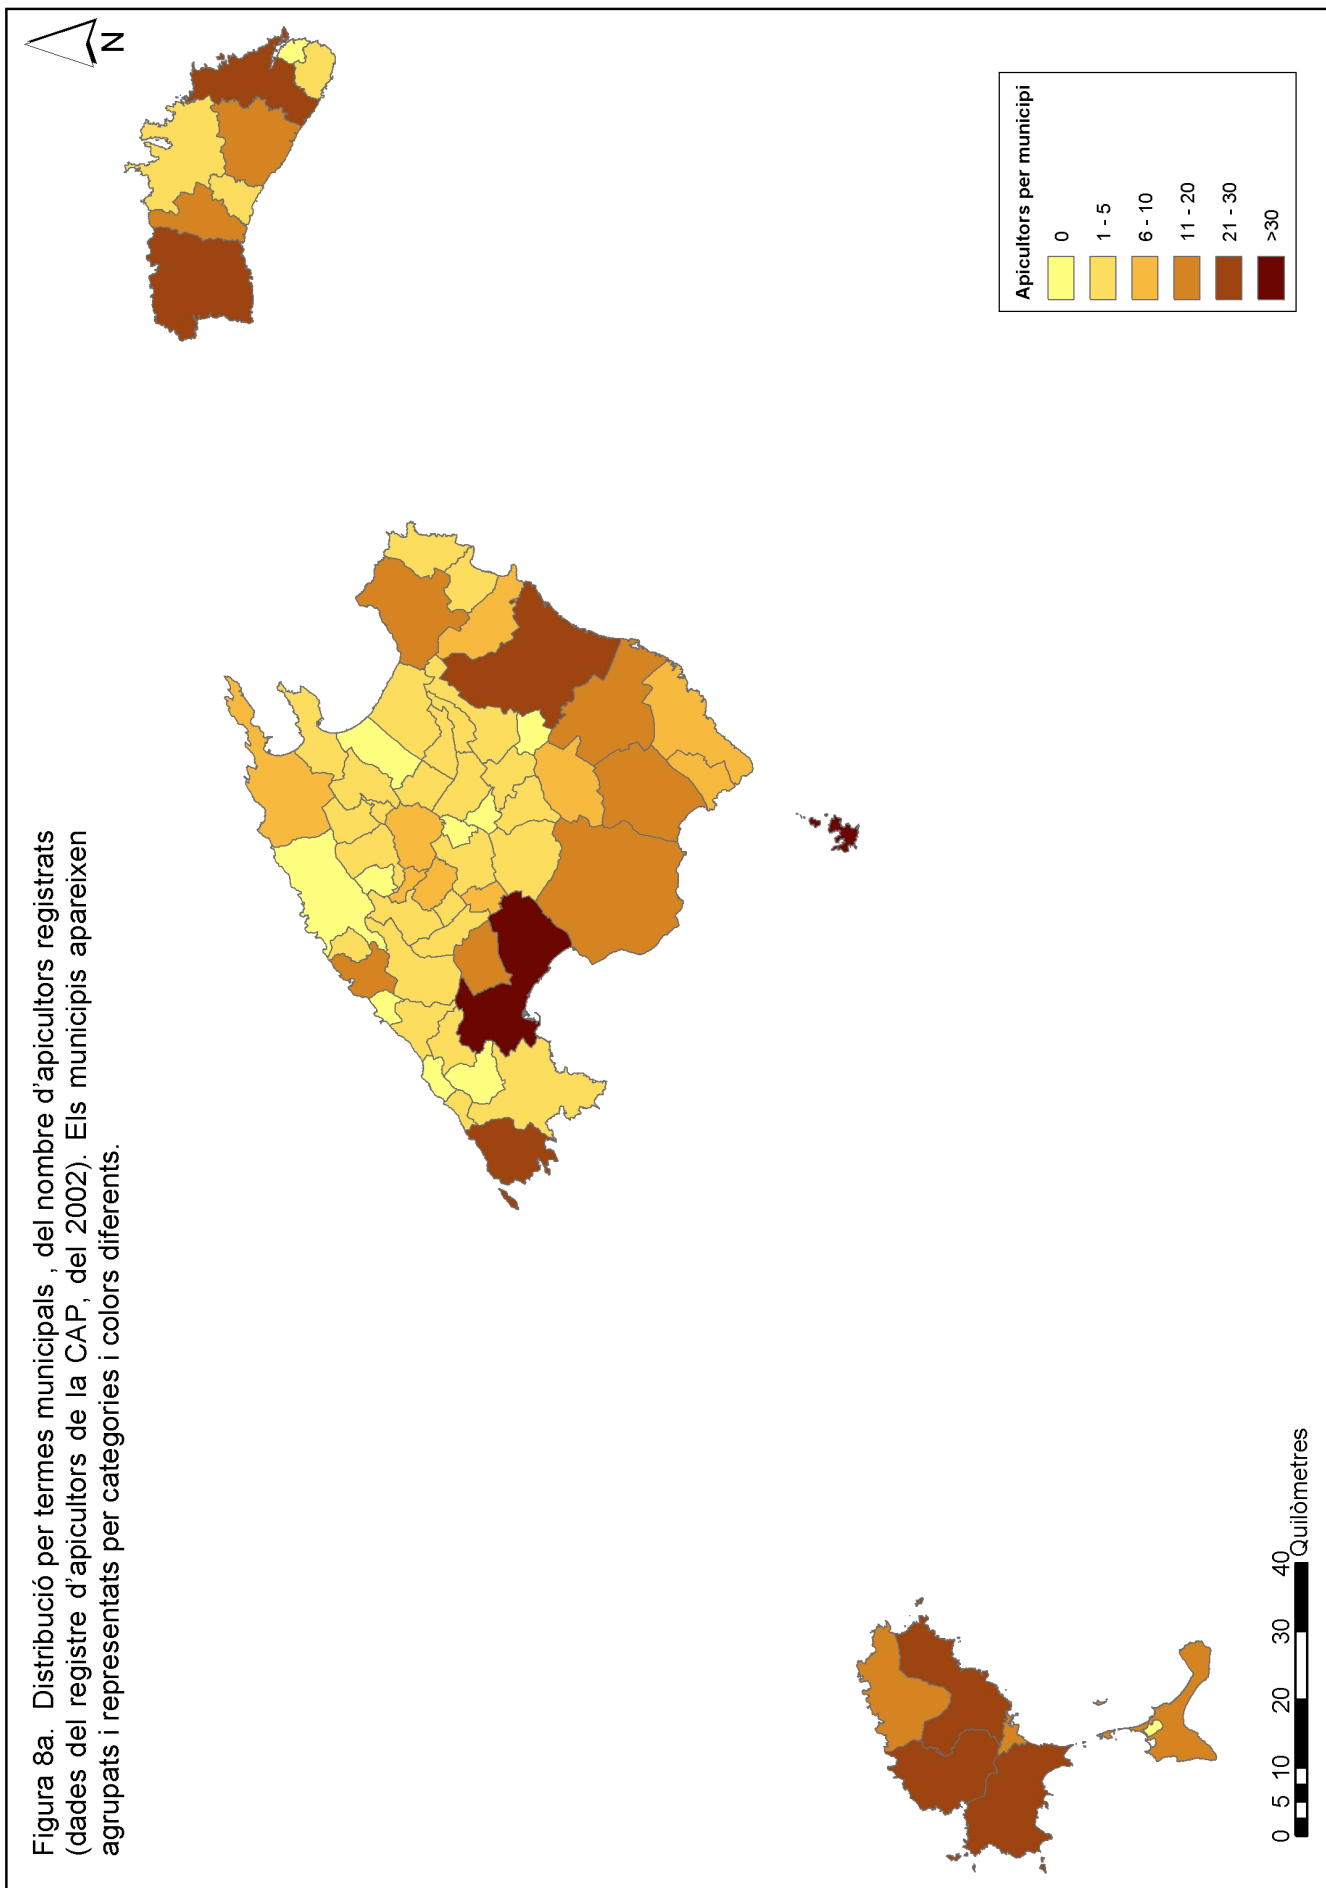 Figura 8a. Distribució per termes municipals , del nombre d'apicultors registrats
(dades del registre d'apicultors de la CAP, del 2002). Els municipis apareixen
agrupats i representats per categories i colors diferents.
N
Apicultors per municipi
0
1 - 5
6 - 10
11 - 20
21 - 30
>30
0 5 10 20 30 40
Quilòmetres